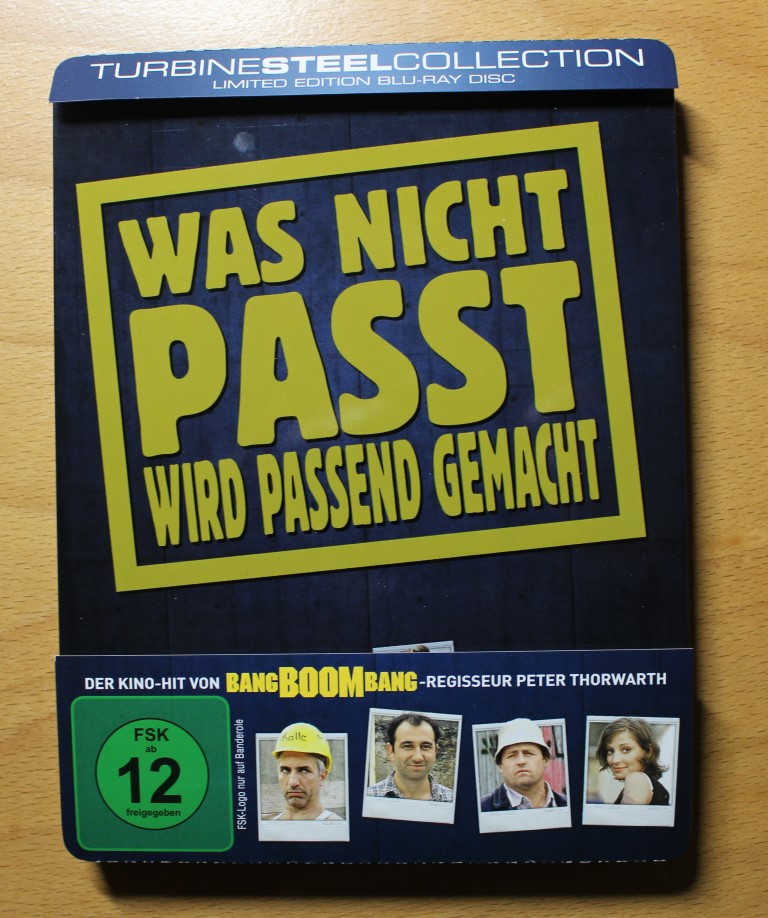 TURBINESTEELCOLLECTION
LIMITED EDITION BLU-RAY DISC
WAS NICHT
PASST
WIRD PASSEND GEMACHT
DER KINO-HIT VON BANGBOOMBANG-REGISSEUR PETER THORWARTH
FSK
ab
12
freigegeben
FSK-Logo nur auf Banderole
Kalle